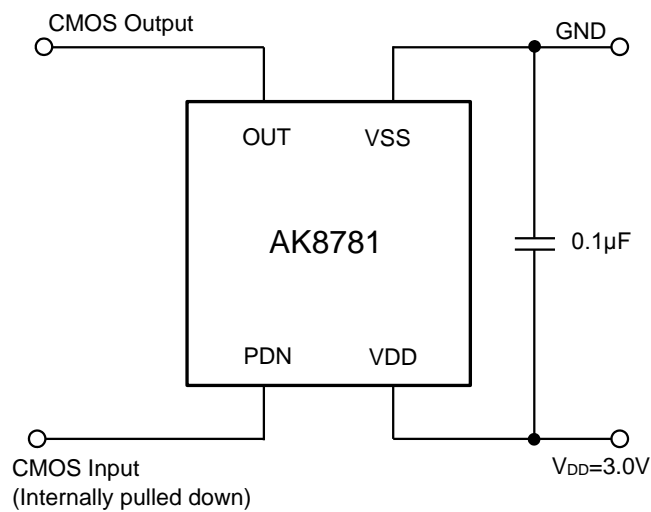 CMOS Output
GND
OUT
VSS
AK8781
0.1µF
PDN
VDD
CMOS Input
(Internally pulled down)
VDD=3.0V